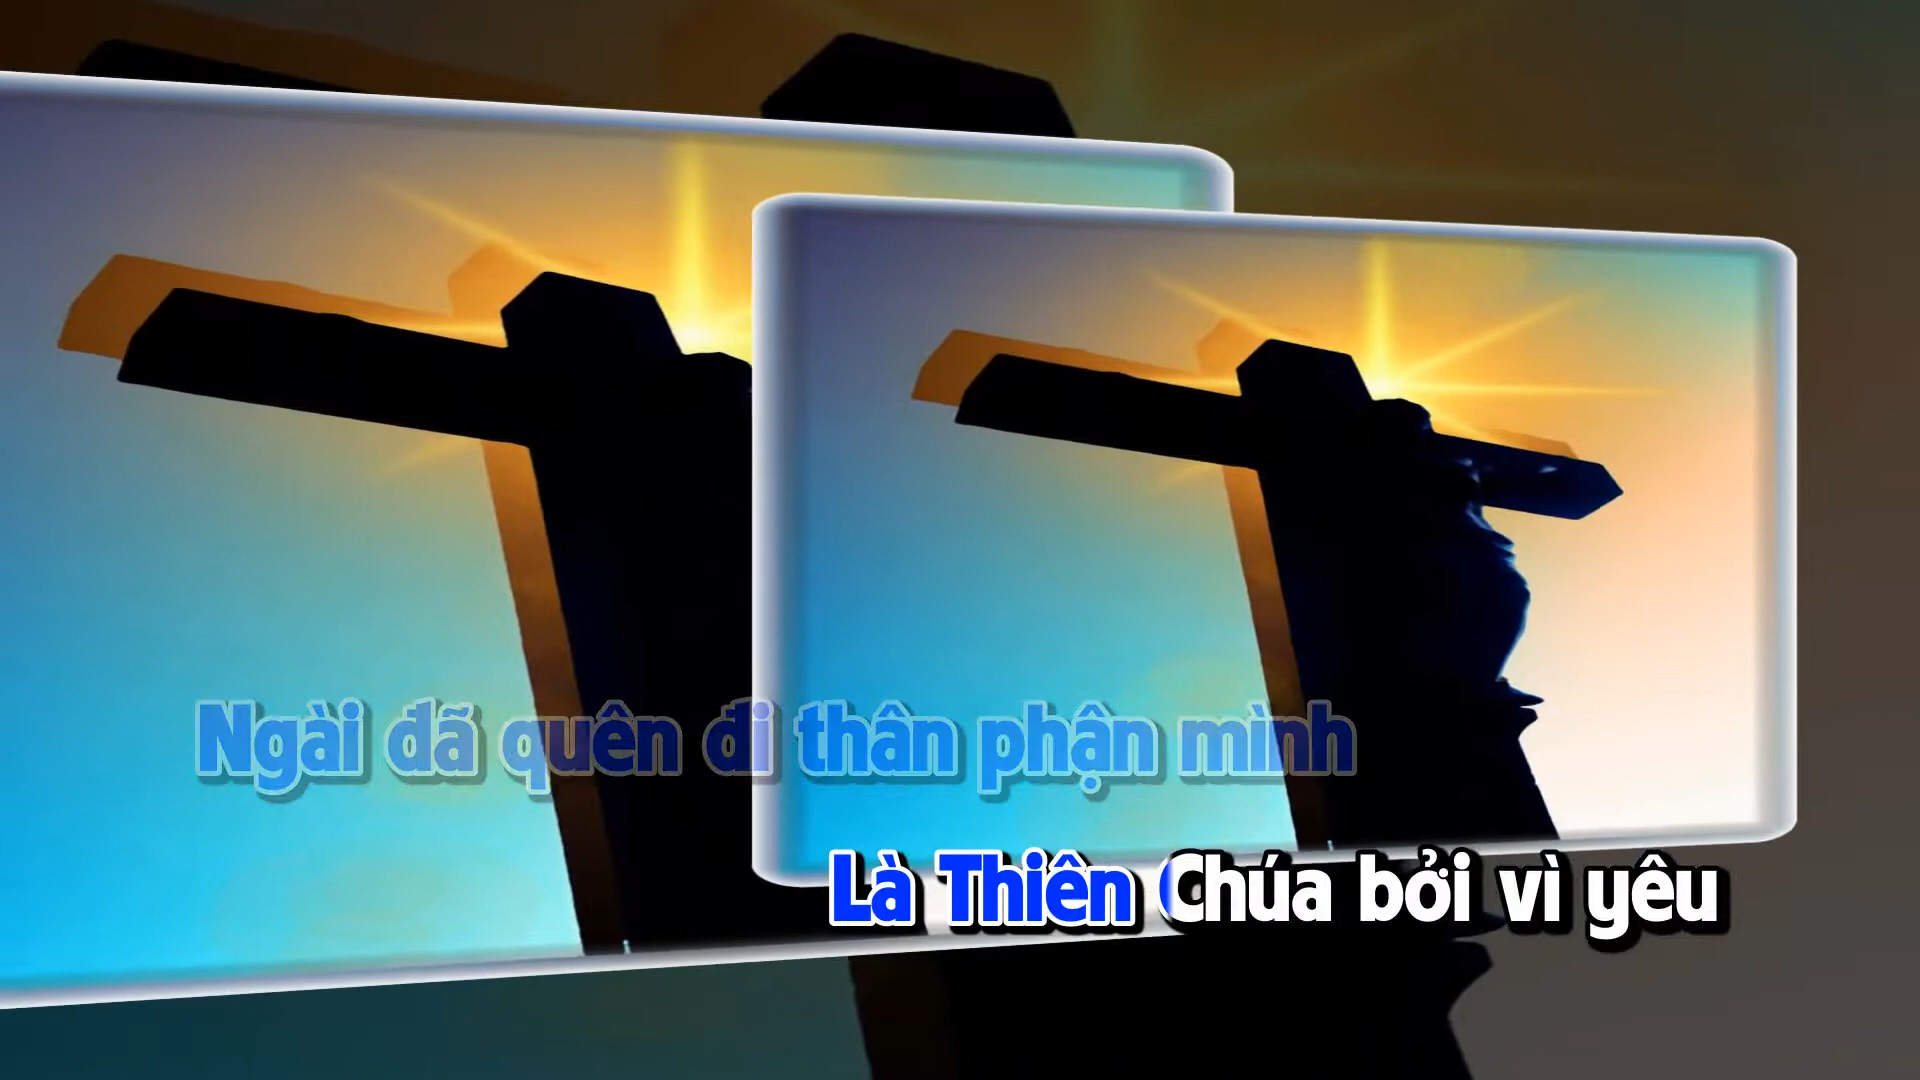 Ngài đã quên đi thân phận mình
Là Thiên Chúa bởi vì yêu